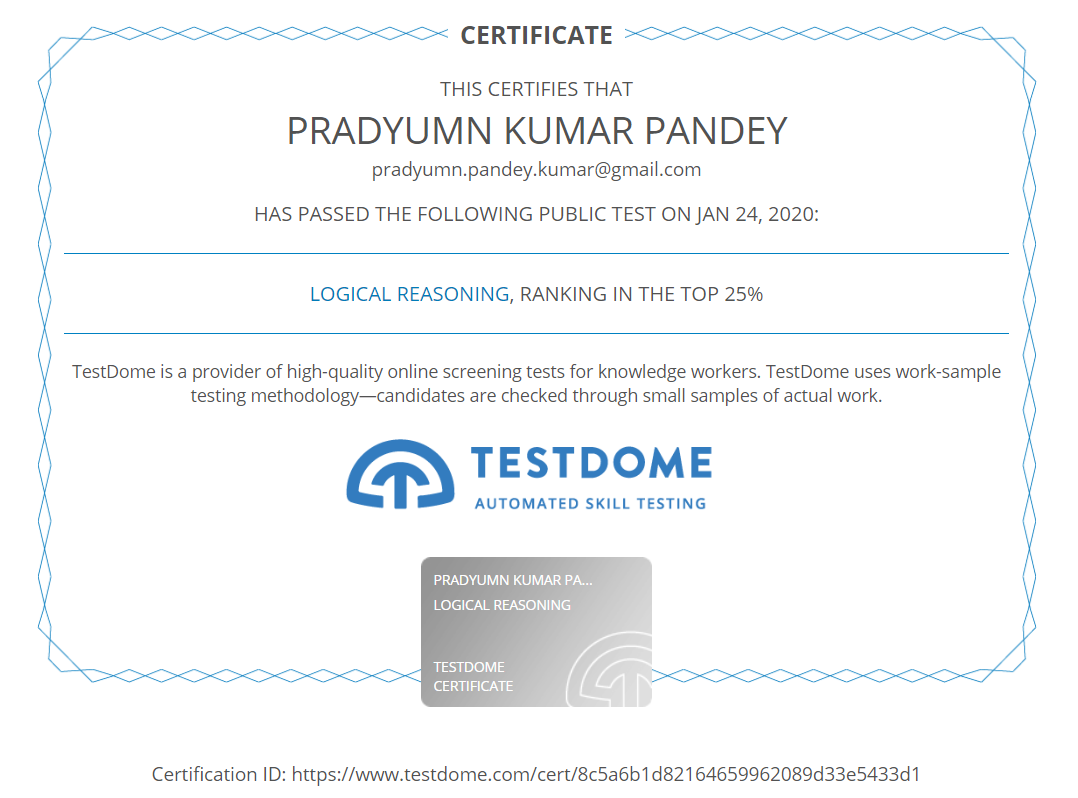 CERTIFICATE
THIS CERTIFIES THAT
PRADYUMN KUMAR PANDEY
pradyumn.pandey.kumar@gmail.com
HAS PASSED THE FOLLOWING PUBLIC TEST ON JAN 24, 2020:
LOGICAL REASONING, RANKING IN THE TOP 25%
TestDome is a provider of high-quality online screening tests for knowledge workers. TestDome uses work-sample
testing methodology—candidates are checked through small samples of actual work.
TESTDOME
AUTOMATED SKILL TESTING
PRADYUMN KUMAR PA...
LOGICAL REASONING
TESTDOME
CERTIFICATE
Certification ID: https://www.testdome.com/cert/8c5a6b1d82164659962089d33e5433d1